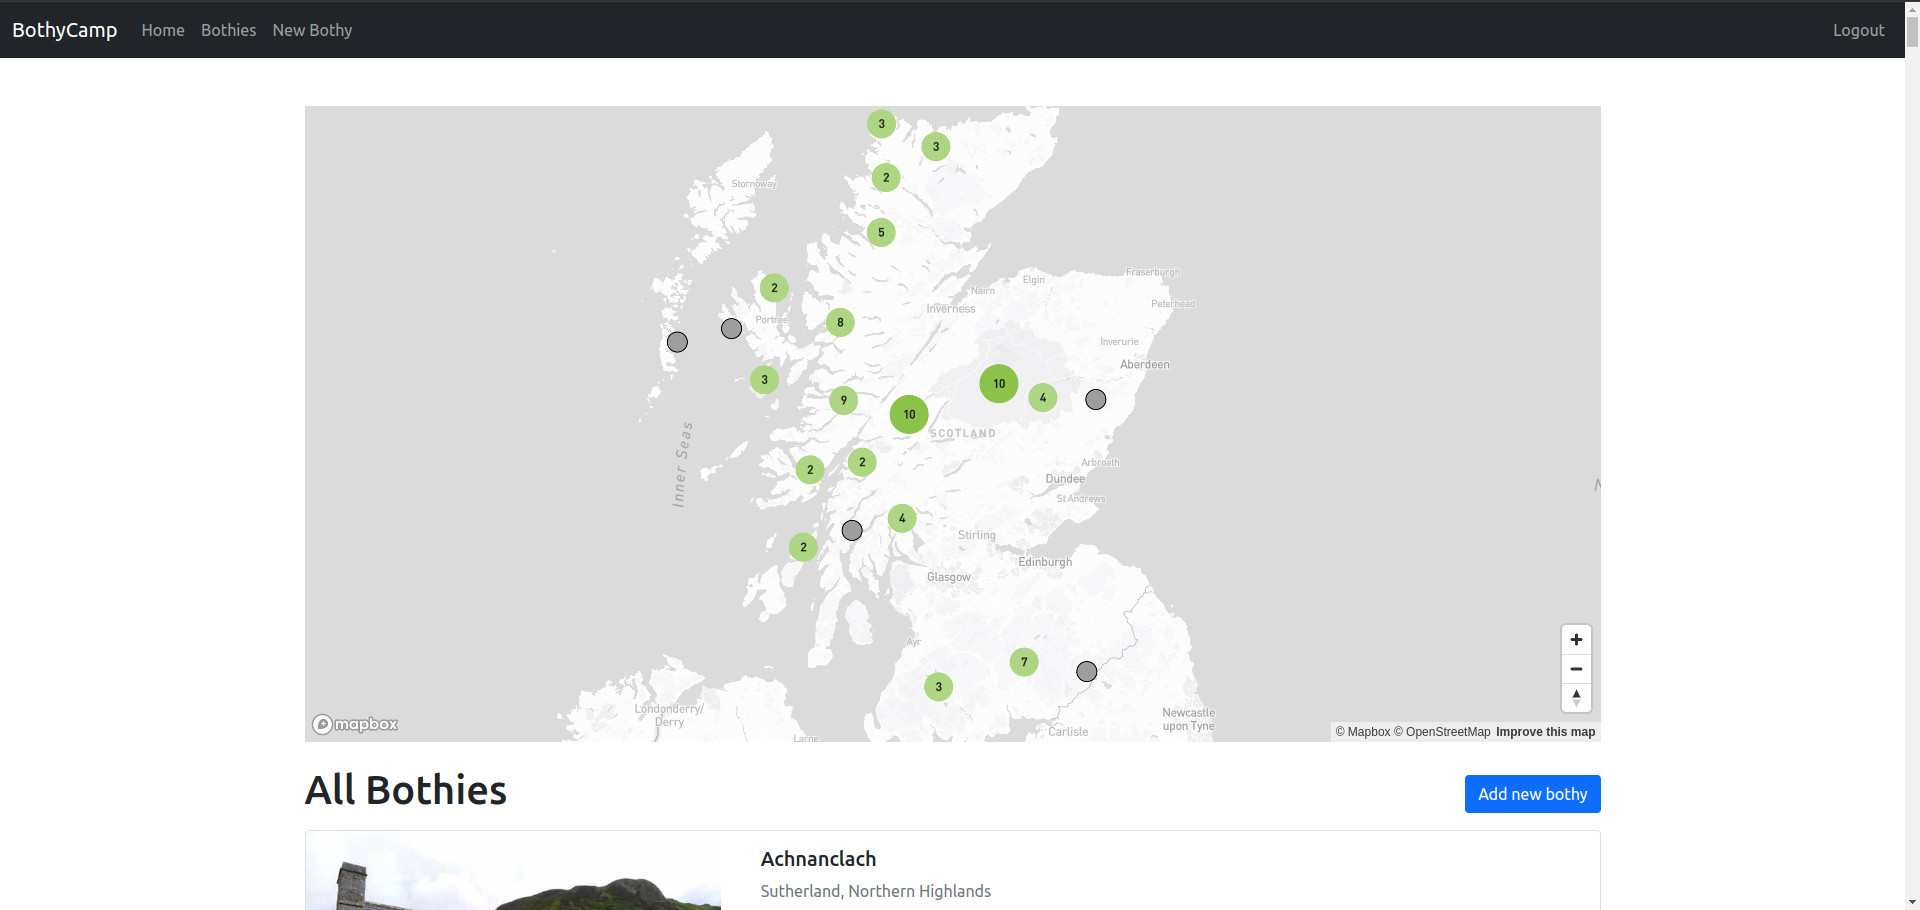 BothyCamp Home Bothies New Bothy Logout
3
3
2
Stornoway
5
Fraserburgh
Elgin
2
Nairn
Peterhead
Inverness
Portree
8
Inverurie
Aberdeen
3
10
4
9
10
SCOTLAND
Inner Seas
2
2
Arbroath
Dundee
St Andrews
4
Stirling
2
Edinburgh
Glasgow
Ayr
7
3
Londonderry/
Derry
Newcastle
upon Tyne
Carlisle
Larne
mapbox
© Mapbox © OpenStreetMap Improve this map
All Bothies
Add new bothy
Achnanclach
Sutherland, Northern Highlands